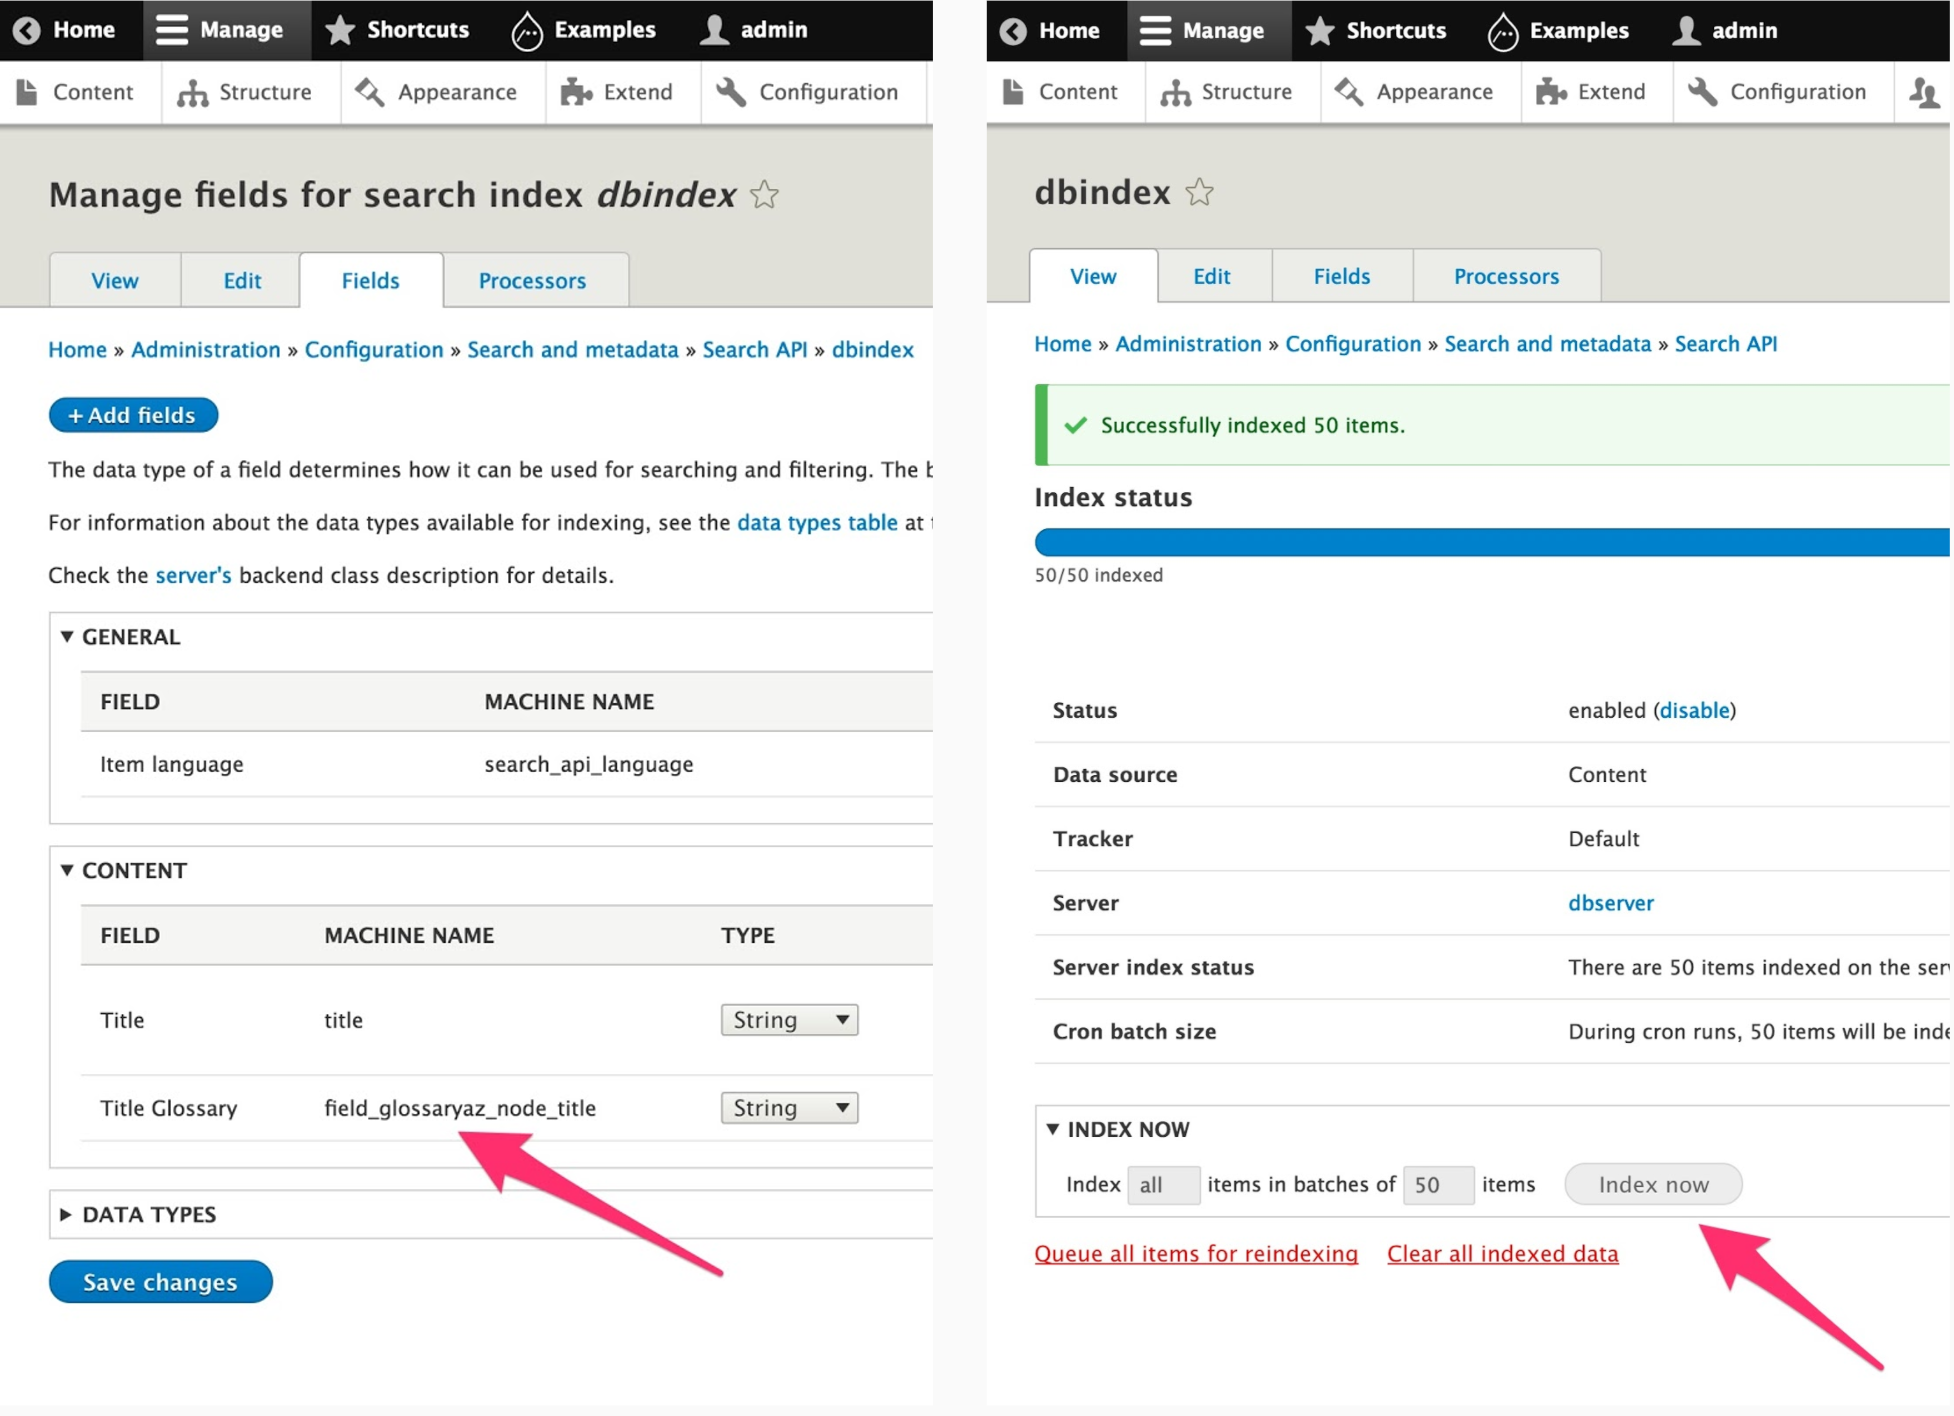 Home Manage Shortcuts Examples admin
Content Structure Appearance Extend Configuration
Manage fields for search index dbindex
View Edit Fields Processors
Home » Administration » Configuration » Search and metadata » Search API » dbindex
+ Add fields
The data type of a field determines how it can be used for searching and filtering. The
For information about the data types available for indexing, see the data types table at
Check the server's backend class description for details.
▼ GENERAL
FIELD MACHINE NAME
Item language search_api_language
▼ CONTENT
FIELD MACHINE NAME TYPE
Title title String ▼
Title Glossary field_glossaryaz_node_title String ▼
▶ DATA TYPES
Save changes
Home Manage Shortcuts Examples admin
Content Structure Appearance Extend Configuration
dbindex
View Edit Fields Processors
Home » Administration » Configuration » Search and metadata » Search API
Successfully indexed 50 items.
Index status
50/50 indexed
Status enabled (disable)
Data source Content
Tracker Default
Server dbserver
Server index status There are 50 items indexed on the
Cron batch size During cron runs, 50 items will be
▼ INDEX NOW
Index all items in batches of 50 items Index now
Queue all items for reindexing Clear all indexed data